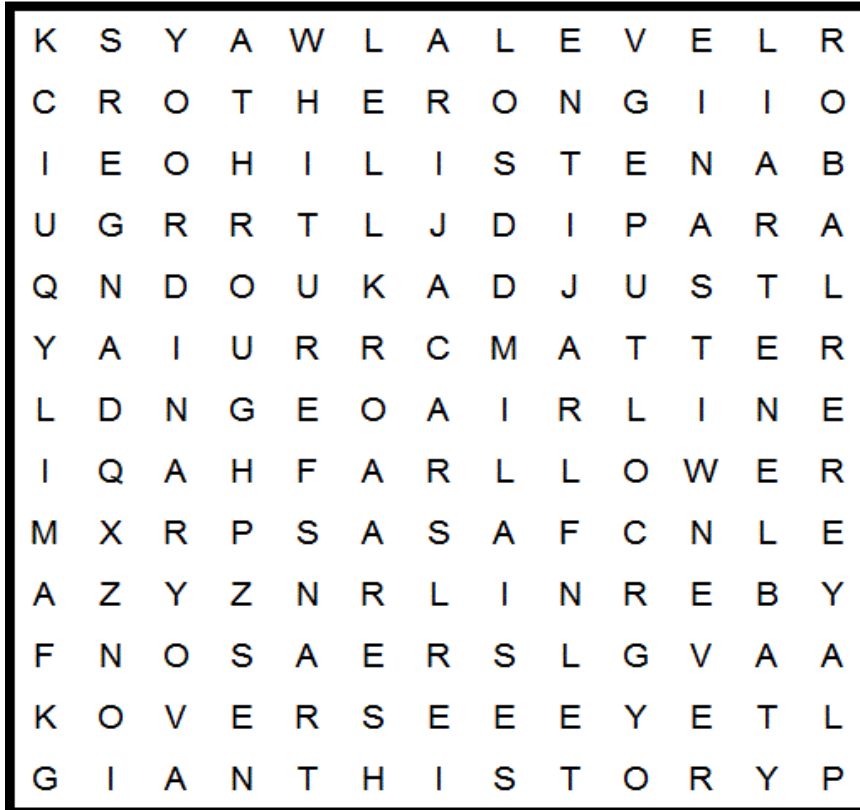 K S Y A W L A L E V E L R
C R O T H E R O N G I I O
I E O H I L I S T E N A B
U G R R T L J D I P A R A
Q N D O U K A D J U S T L
Y A I U R R C M A T T E R
L D N G E O A I R L I N E
I Q A H F A R L L O W E R
M X R P S A S A F C N L E
A Z Y Z N R L I N R E B Y
F N O S A E R S L G V A A
K O V E R S E E E Y E T L
G I A N T H I S T O R Y P